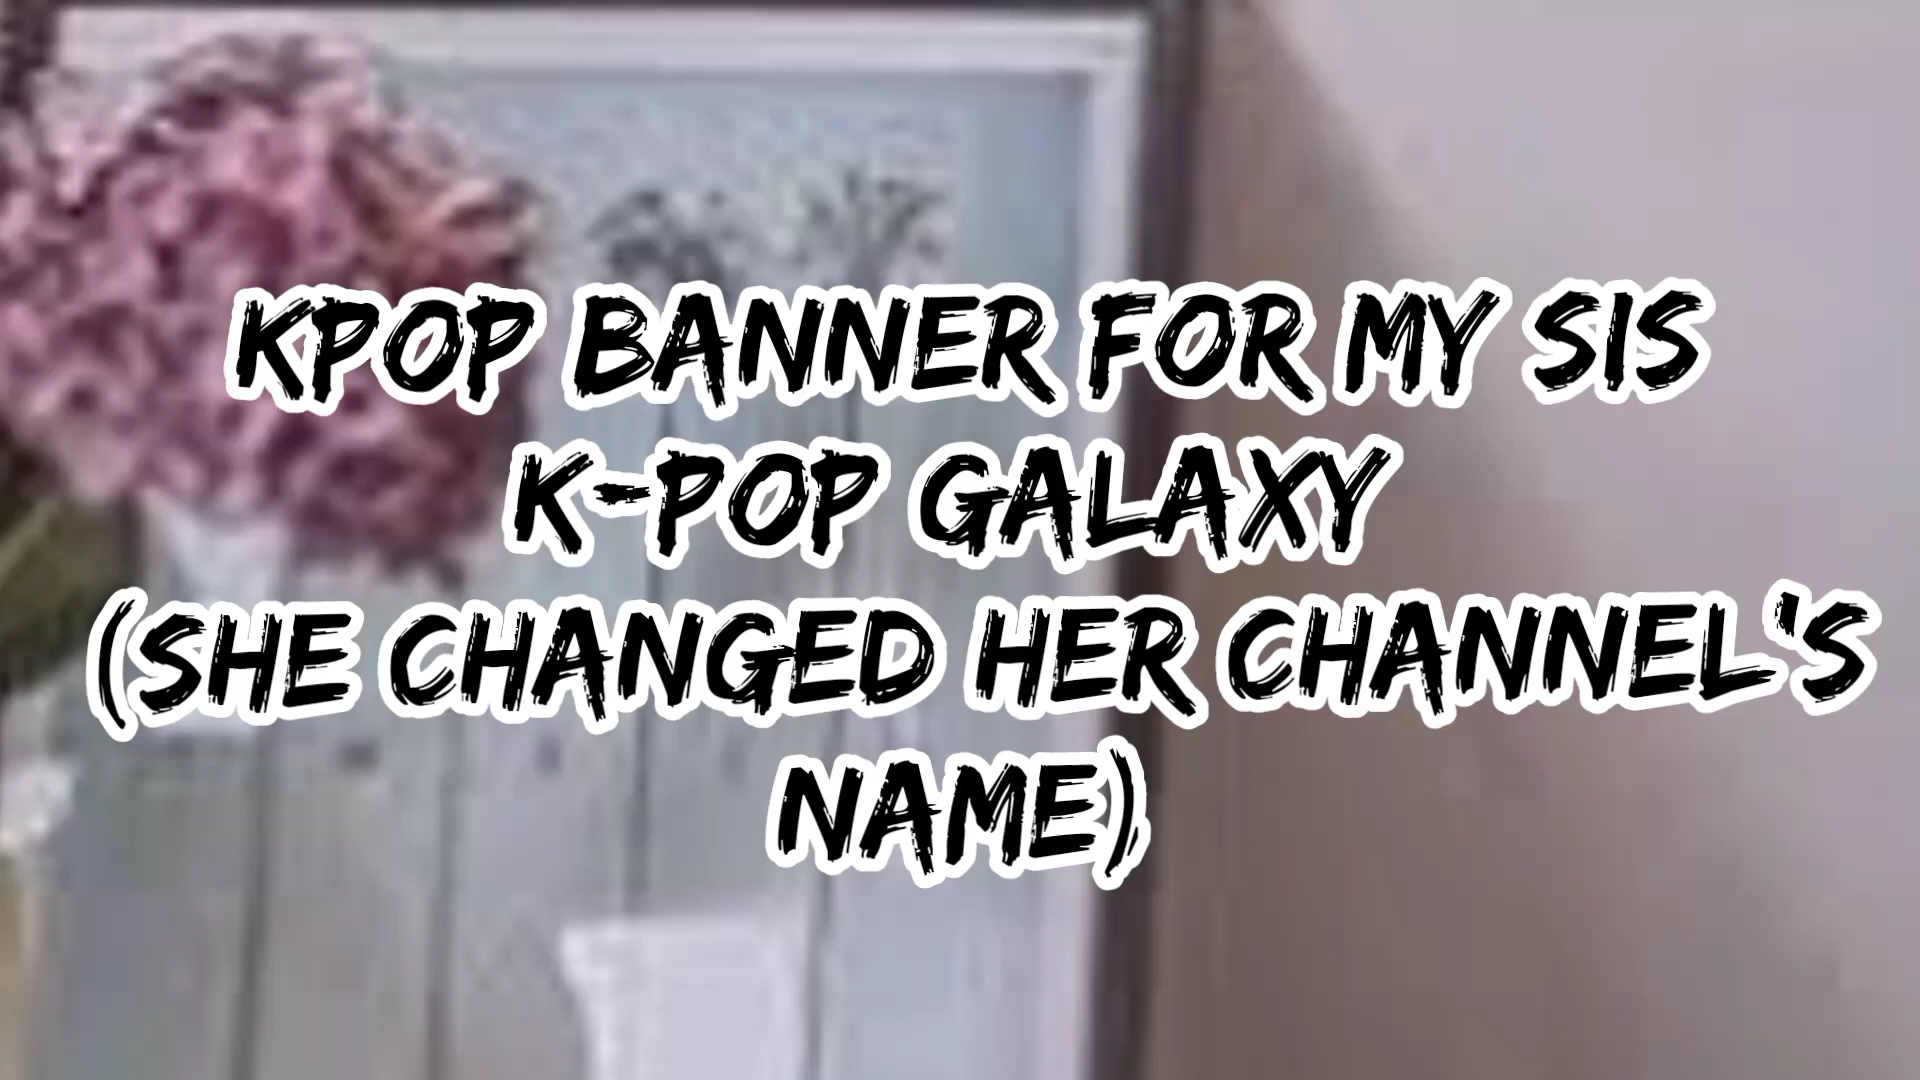 KPOP BANNER FOR MY SIS
K-POP GALAXY
(SHE CHANGED HER CHANNEL'S
NAME)